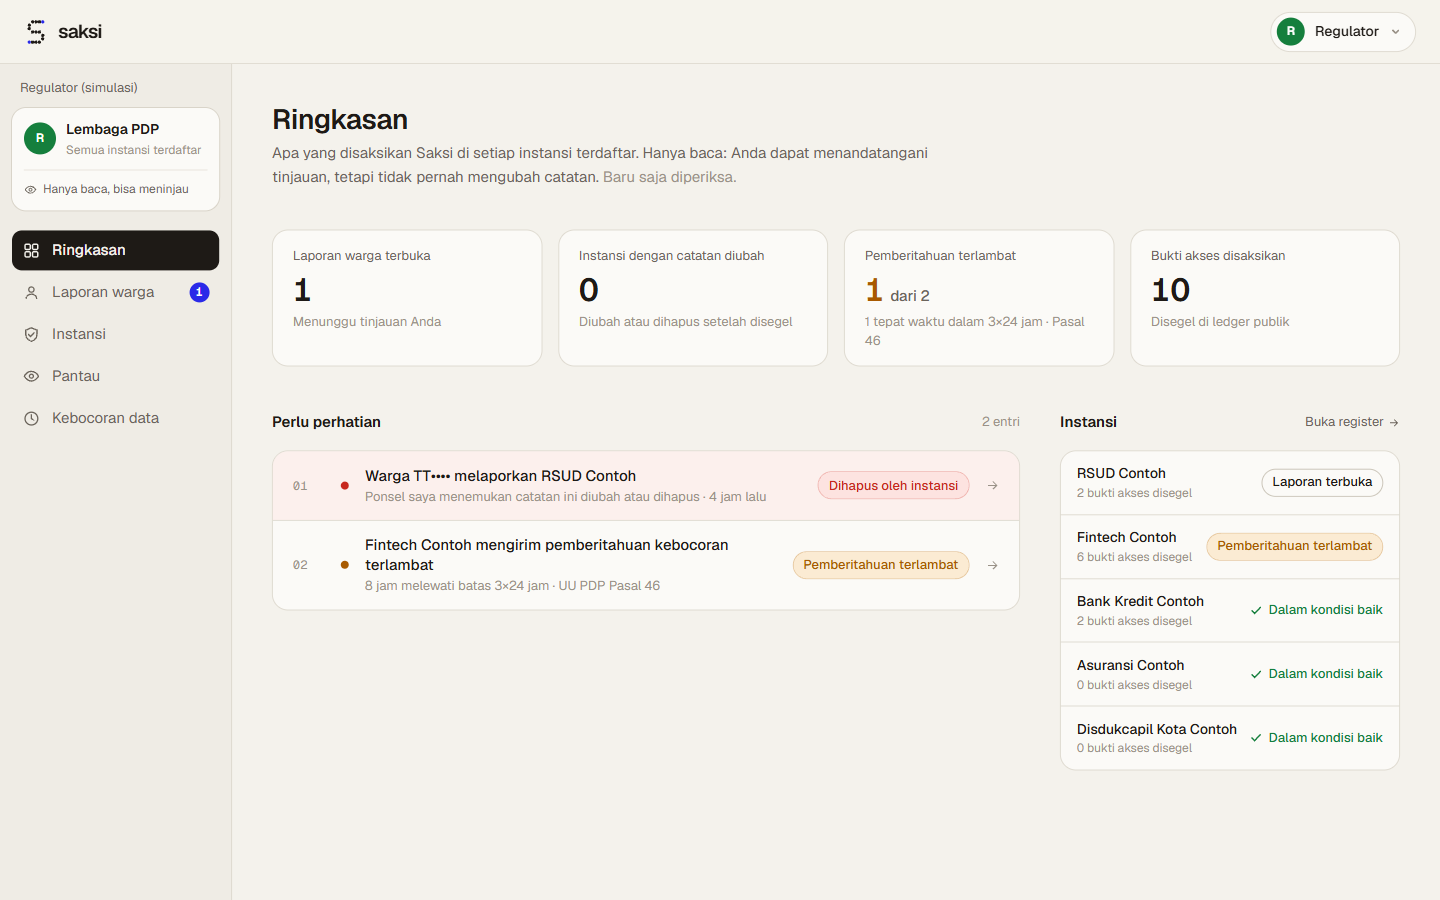 saksi
R Regulator
Regulator (simulasi)
R
Lembaga PDP
Semua instansi terdaftar
Hanya baca, bisa meninjau
Ringkasan
Laporan warga 1
Instansi
Pantau
Kebocoran data
Ringkasan
Apa yang disaksikan Saksi di setiap instansi terdaftar. Hanya baca: Anda dapat menandatangani
tinjauan, tetapi tidak pernah mengubah catatan. Baru saja diperiksa.
Laporan warga terbuka
1
Menunggu tinjauan Anda
Instansi dengan catatan diubah
0
Diubah atau dihapus setelah disegel
Pemberitahuan terlambat
1 dari 2
1 tepat waktu dalam 3×24 jam · Pasal
46
Bukti akses disaksikan
10
Disegel di ledger publik
Perlu perhatian 2 entri
01 Warga TT•••• melaporkan RSUD Contoh
Ponsel saya menemukan catatan ini diubah atau dihapus · 4 jam lalu
Dihapus oleh instansi →
02 Fintech Contoh mengirim pemberitahuan kebocoran
terlambat
8 jam melewati batas 3×24 jam · UU PDP Pasal 46
Pemberitahuan terlambat →
Instansi Buka register →
RSUD Contoh
2 bukti akses disegel
Laporan terbuka
Fintech Contoh
6 bukti akses disegel
Pemberitahuan terlambat
Bank Kredit Contoh
2 bukti akses disegel
✓ Dalam kondisi baik
Asuransi Contoh
0 bukti akses disegel
✓ Dalam kondisi baik
Disdukcapil Kota Contoh
0 bukti akses disegel
✓ Dalam kondisi baik